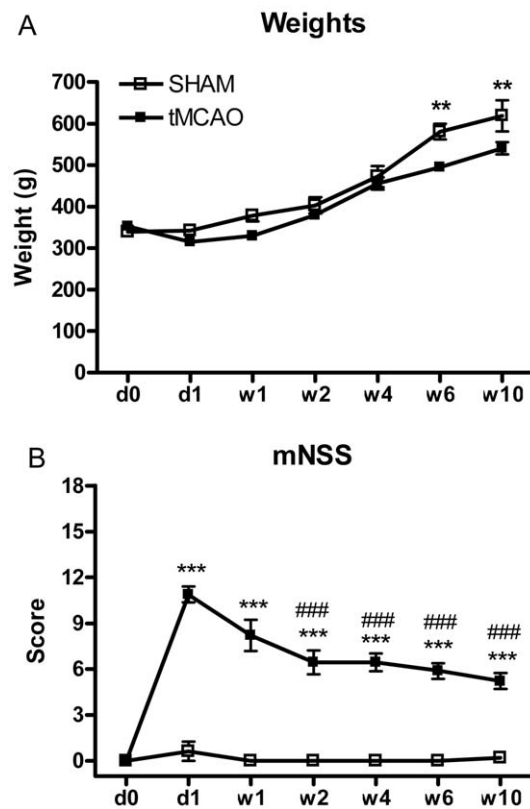 A
Weights
700
600
500
400
300
200
100
0
Weight (g)
SHAM
tMCAO
**
**
d0 d1 w1 w2 w4 w6 w10
B
mNSS
18
15
12
9
6
3
0
Score
***
***
###
***
###
***
###
***
###
***
d0 d1 w1 w2 w4 w6 w10